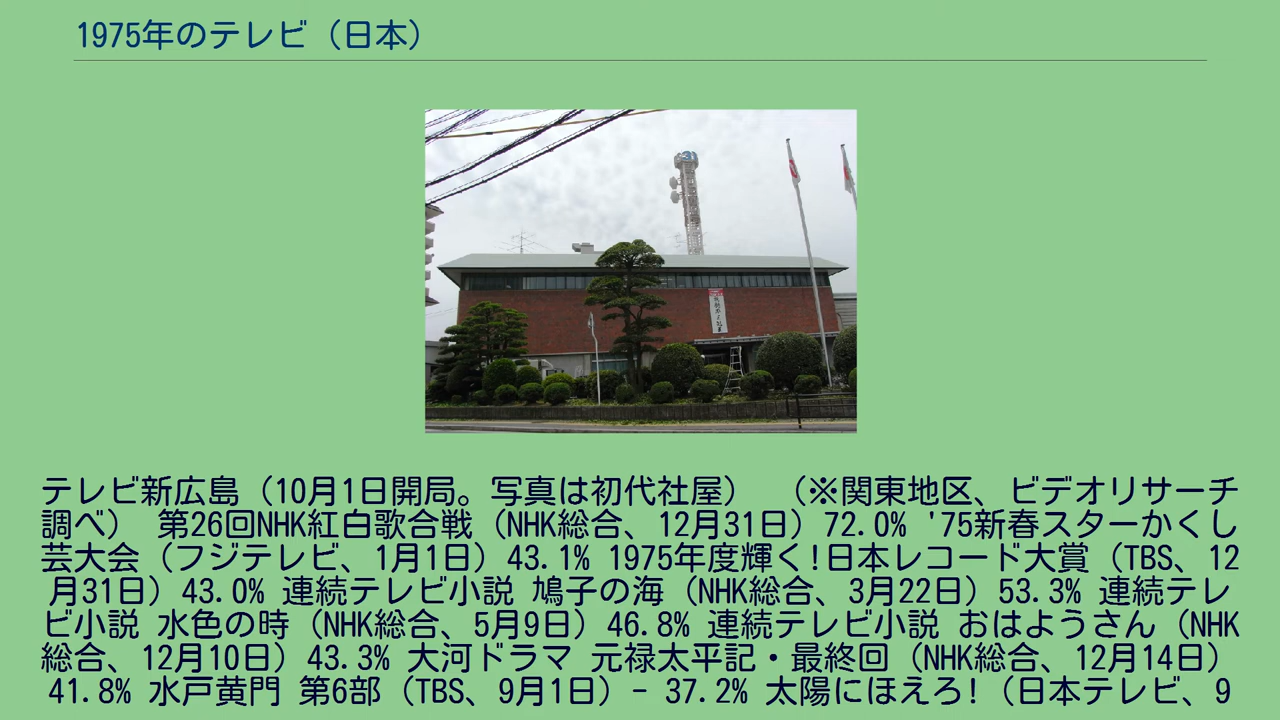 1975年のテレビ（日本）
テレビ新広島（10月1日開局。写真は初代社屋） （※関東地区、ビデオリサーチ
調べ） 第26回NHK紅白歌合戦（NHK総合、12月31日）72.0% '75新春スターかくし
芸大会（フジテレビ、1月1日）43.1% 1975年度輝く!日本レコード大賞（TBS、12
月31日）43.0% 連続テレビ小説 鳩子の海（NHK総合、3月22日）53.3% 連続テレ
ビ小説 水色の時（NHK総合、5月9日）46.8% 連続テレビ小説 おはようさん（NHK
総合、12月10日）43.3% 大河ドラマ 元禄太平記・最終回（NHK総合、12月14日）
41.8% 水戸黄門 第6部（TBS、9月1日）- 37.2% 太陽にほえろ!（日本テレビ、9